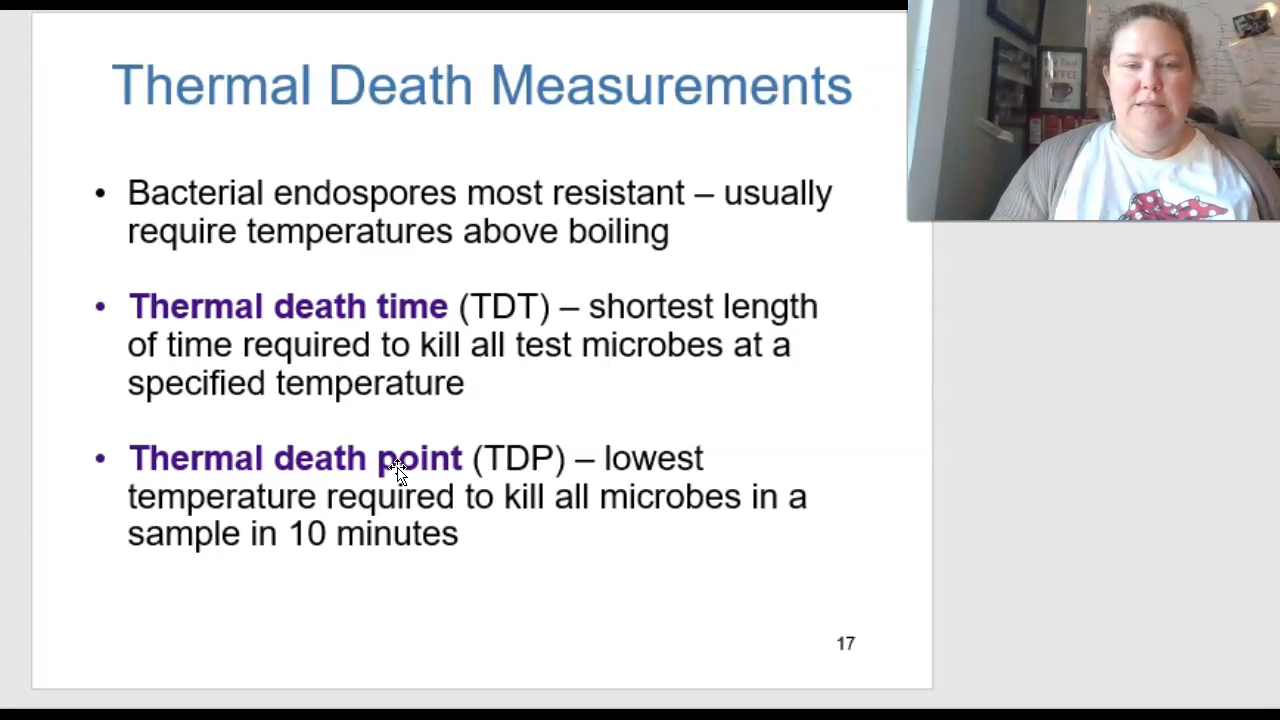 Thermal Death Measurements
• Bacterial endospores most resistant – usually
require temperatures above boiling
• Thermal death time (TDT) – shortest length
of time required to kill all test microbes at a
specified temperature
• Thermal death point (TDP) – lowest
temperature required to kill all microbes in a
sample in 10 minutes
17
COFFEE